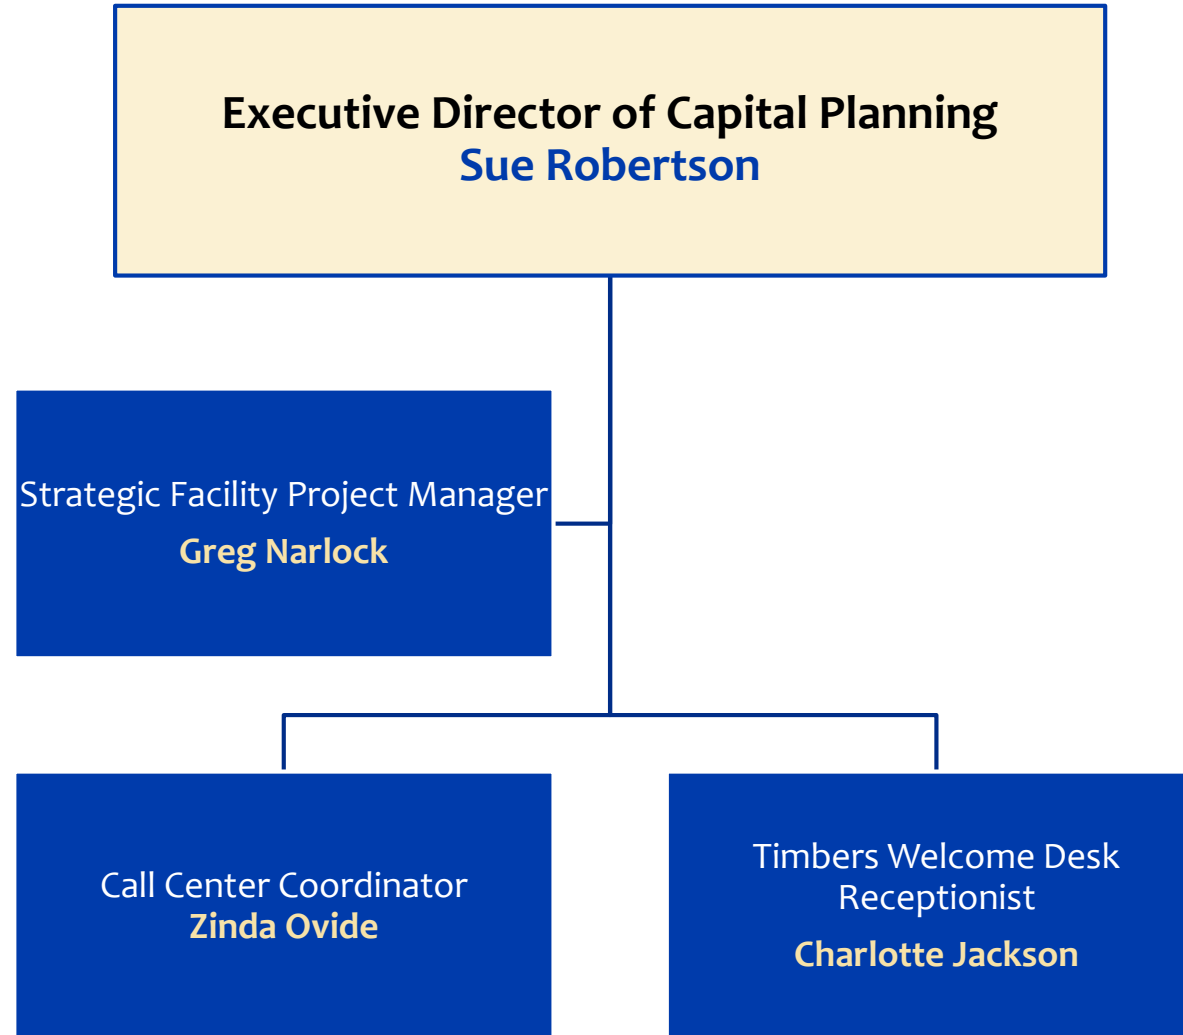 Executive Director of Capital Planning
Sue Robertson
Strategic Facility Project Manager
Greg Narlock
Call Center Coordinator
Zinda Ovide
Timbers Welcome Desk
Receptionist
Charlotte Jackson